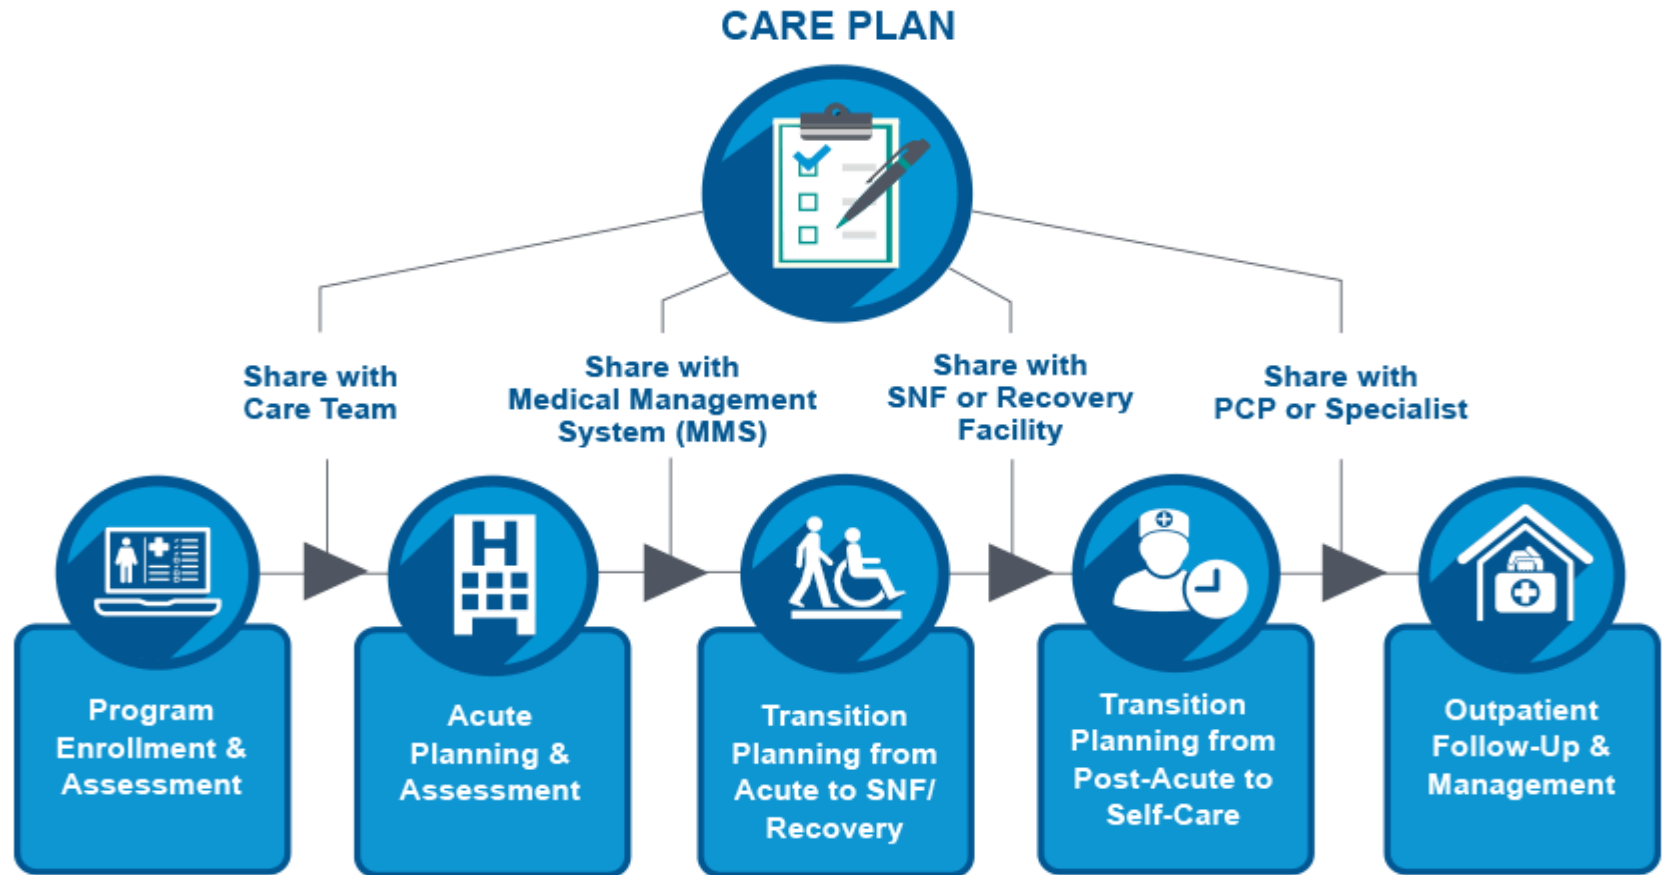 CARE PLAN
Share with
Care Team
Share with
Medical Management
System (MMS)
Share with
SNF or Recovery
Facility
Share with
PCP or Specialist
H
Program
Enrollment &
Assessment
Acute
Planning &
Assessment
Transition
Planning from
Acute to SNF/
Recovery
Transition
Planning from
Post-Acute to
Self-Care
Outpatient
Follow-Up &
Management